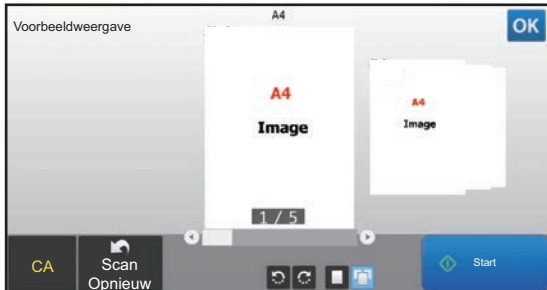 A4
Voorbeeldweergave
OK
A4
Image
A4
Image
1 / 5
CA
Scan
Opnieuw
Start